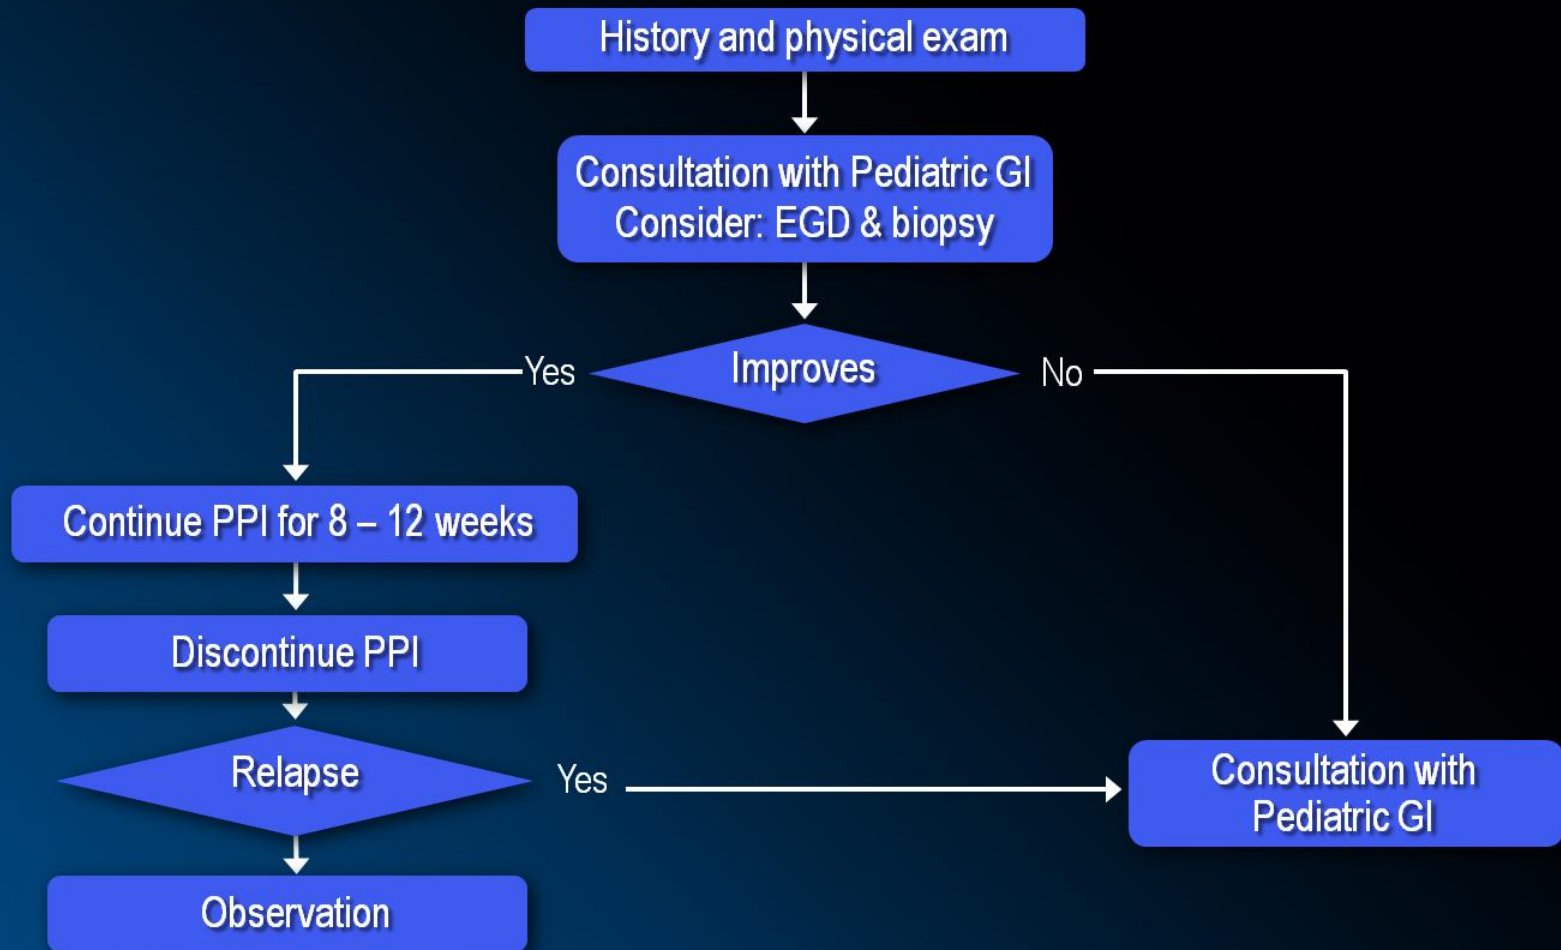 History and physical exam
Consultation with Pediatric GI
Consider: EGD & biopsy
Improves
Yes
No
Continue PPI for 8 – 12 weeks
Discontinue PPI
Relapse
Yes
Consultation with
Pediatric GI
Observation